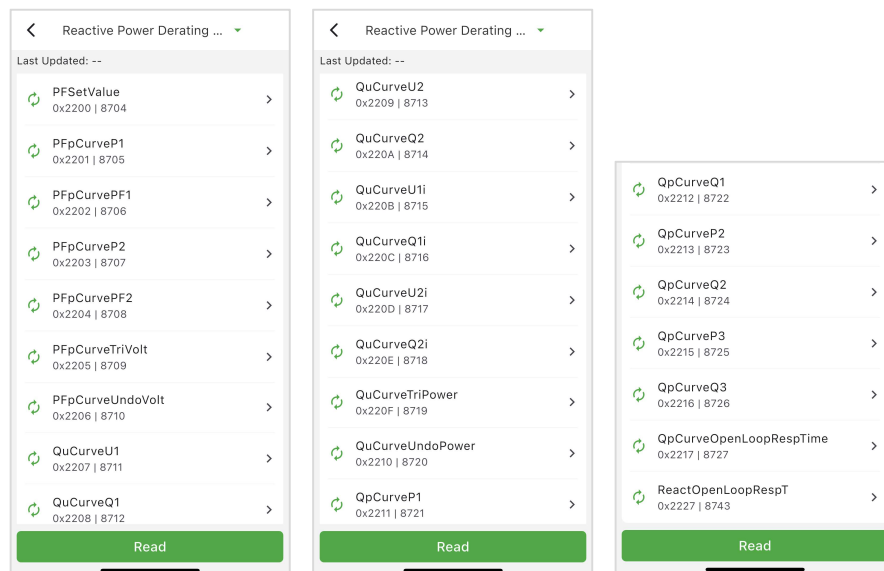 Reactive Power Derating ...
Last Updated: --
PFSetValue
0x2200 | 8704
PFpCurveP1
0x2201 | 8705
PFpCurvePF1
0x2202 | 8706
PFpCurveP2
0x2203 | 8707
PFpCurvePF2
0x2204 | 8708
PFpCurveTriVolt
0x2205 | 8709
PFpCurveUndoVolt
0x2206 | 8710
QuCurveU1
0x2207 | 8711
QuCurveQ1
0x2208 | 8712
Read
Reactive Power Derating ...
Last Updated: --
QuCurveU2
0x2209 | 8713
QuCurveQ2
0x220A | 8714
QuCurveU1i
0x220B | 8715
QuCurveQ1i
0x220C | 8716
QuCurveU2i
0x220D | 8717
QuCurveQ2i
0x220E | 8718
QuCurveTriPower
0x220F | 8719
QuCurveUndoPower
0x2210 | 8720
QpCurveP1
0x2211 | 8721
Read
QpCurveQ1
0x2212 | 8722
QpCurveP2
0x2213 | 8723
QpCurveQ2
0x2214 | 8724
QpCurveP3
0x2215 | 8725
QpCurveQ3
0x2216 | 8726
QpCurveOpenLoopRespTime
0x2217 | 8727
ReactOpenLoopRespT
0x2227 | 8743
Read